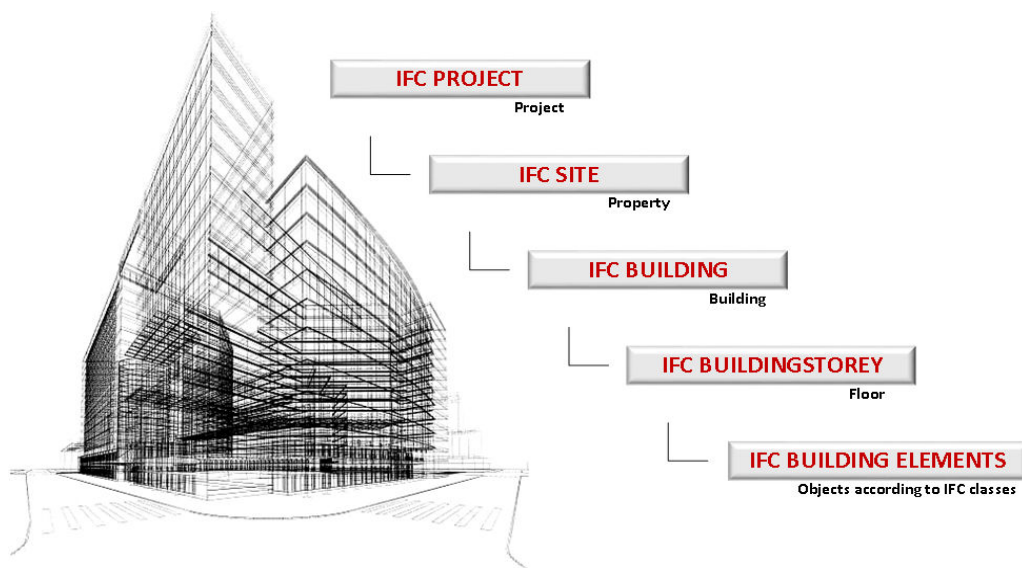 IFC PROJECT
Project
IFC SITE
Property
IFC BUILDING
Building
IFC BUILDINGSTOREY
Floor
IFC BUILDING ELEMENTS
Objects according to IFC classes